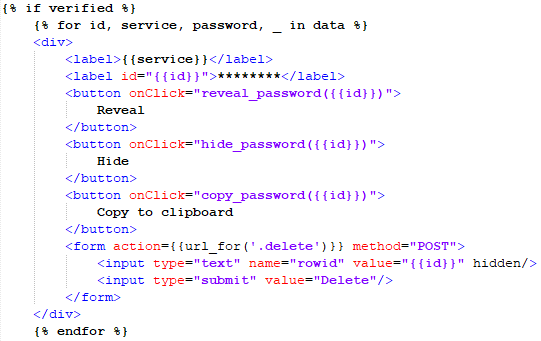 {% if verified %}
    {% for id, service, password, _ in data %}
    <div>
        <label>{{service}}</label>
        <label id="{{id}}">********</label>
        <button onClick="reveal_password({{id}})">
            Reveal
        </button>
        <button onClick="hide_password({{id}})">
            Hide
        </button>
        <button onClick="copy_password({{id}})">
            Copy to clipboard
        </button>
        <form action={{url_for('.delete')}} method="POST">
            <input type="text" name="rowid" value="{{id}}" hidden/>
            <input type="submit" value="Delete"/>
        </form>
    </div>
    {% endfor %}